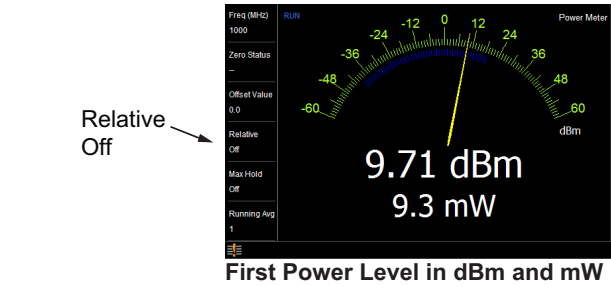 Relative
Off
Freq (MHz)
1000
Zero Status
--
Offset Value
0.0
Relative
Off
Max Hold
Off
Running Avg
1
RUN
Power Meter
-60
-48
-36
-24
-12
0
12
24
36
48
60
dBm
9.71 dBm
9.3 mW
First Power Level in dBm and mW